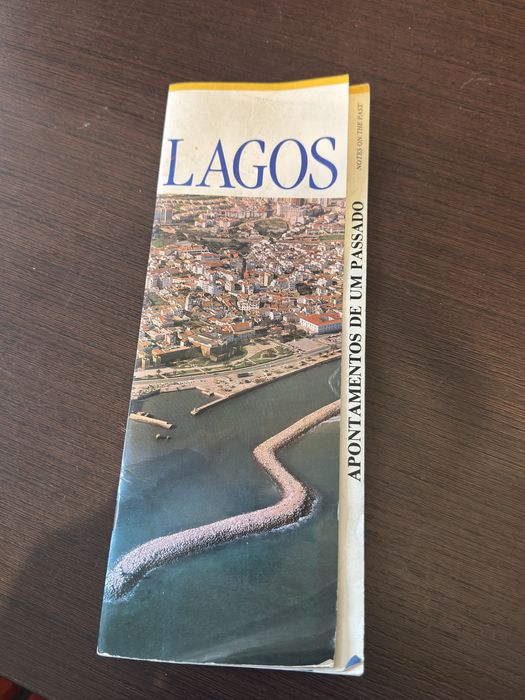 LAGOS
APONTAMENTOS DE UM PASSADO
NOTES ON THE PAST